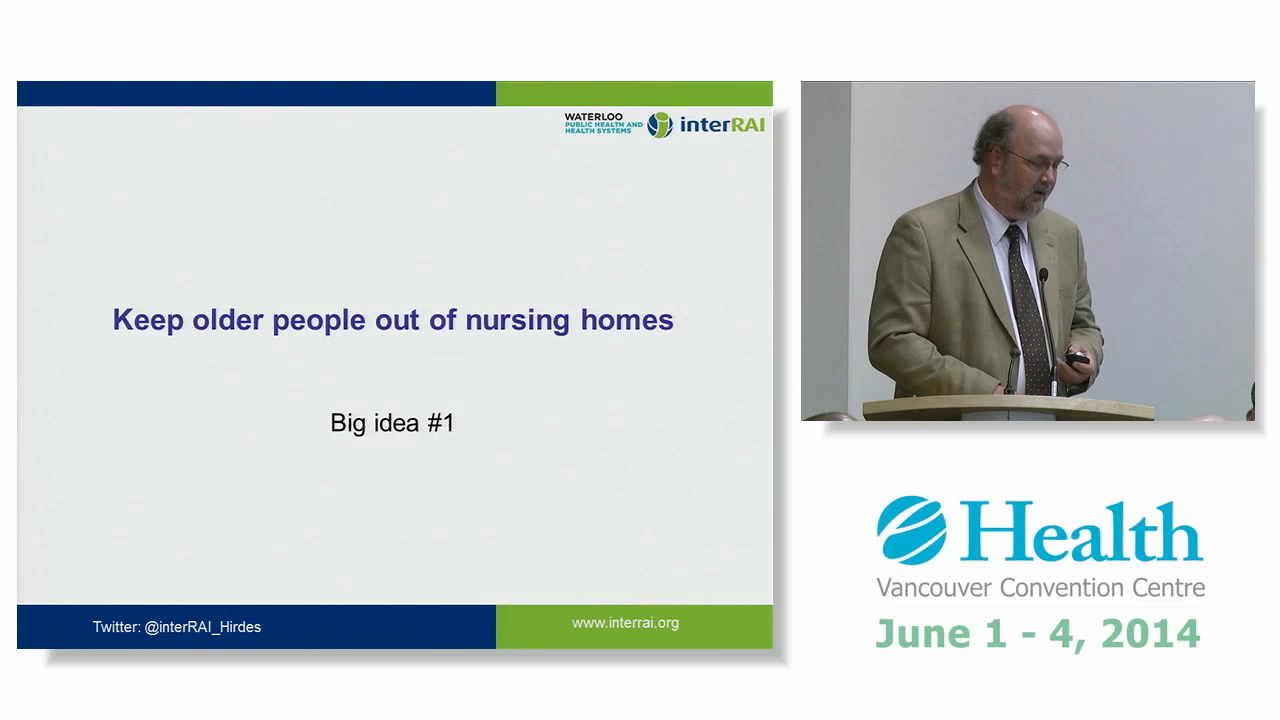 WATERLOO
PUBLIC HEALTH AND
HEALTH SYSTEMS
interRAI
Keep older people out of nursing homes
Big idea #1
Twitter: @interRAI_Hirdes
www.interrai.org
eHealth
Vancouver Convention Centre
June 1 - 4, 2014